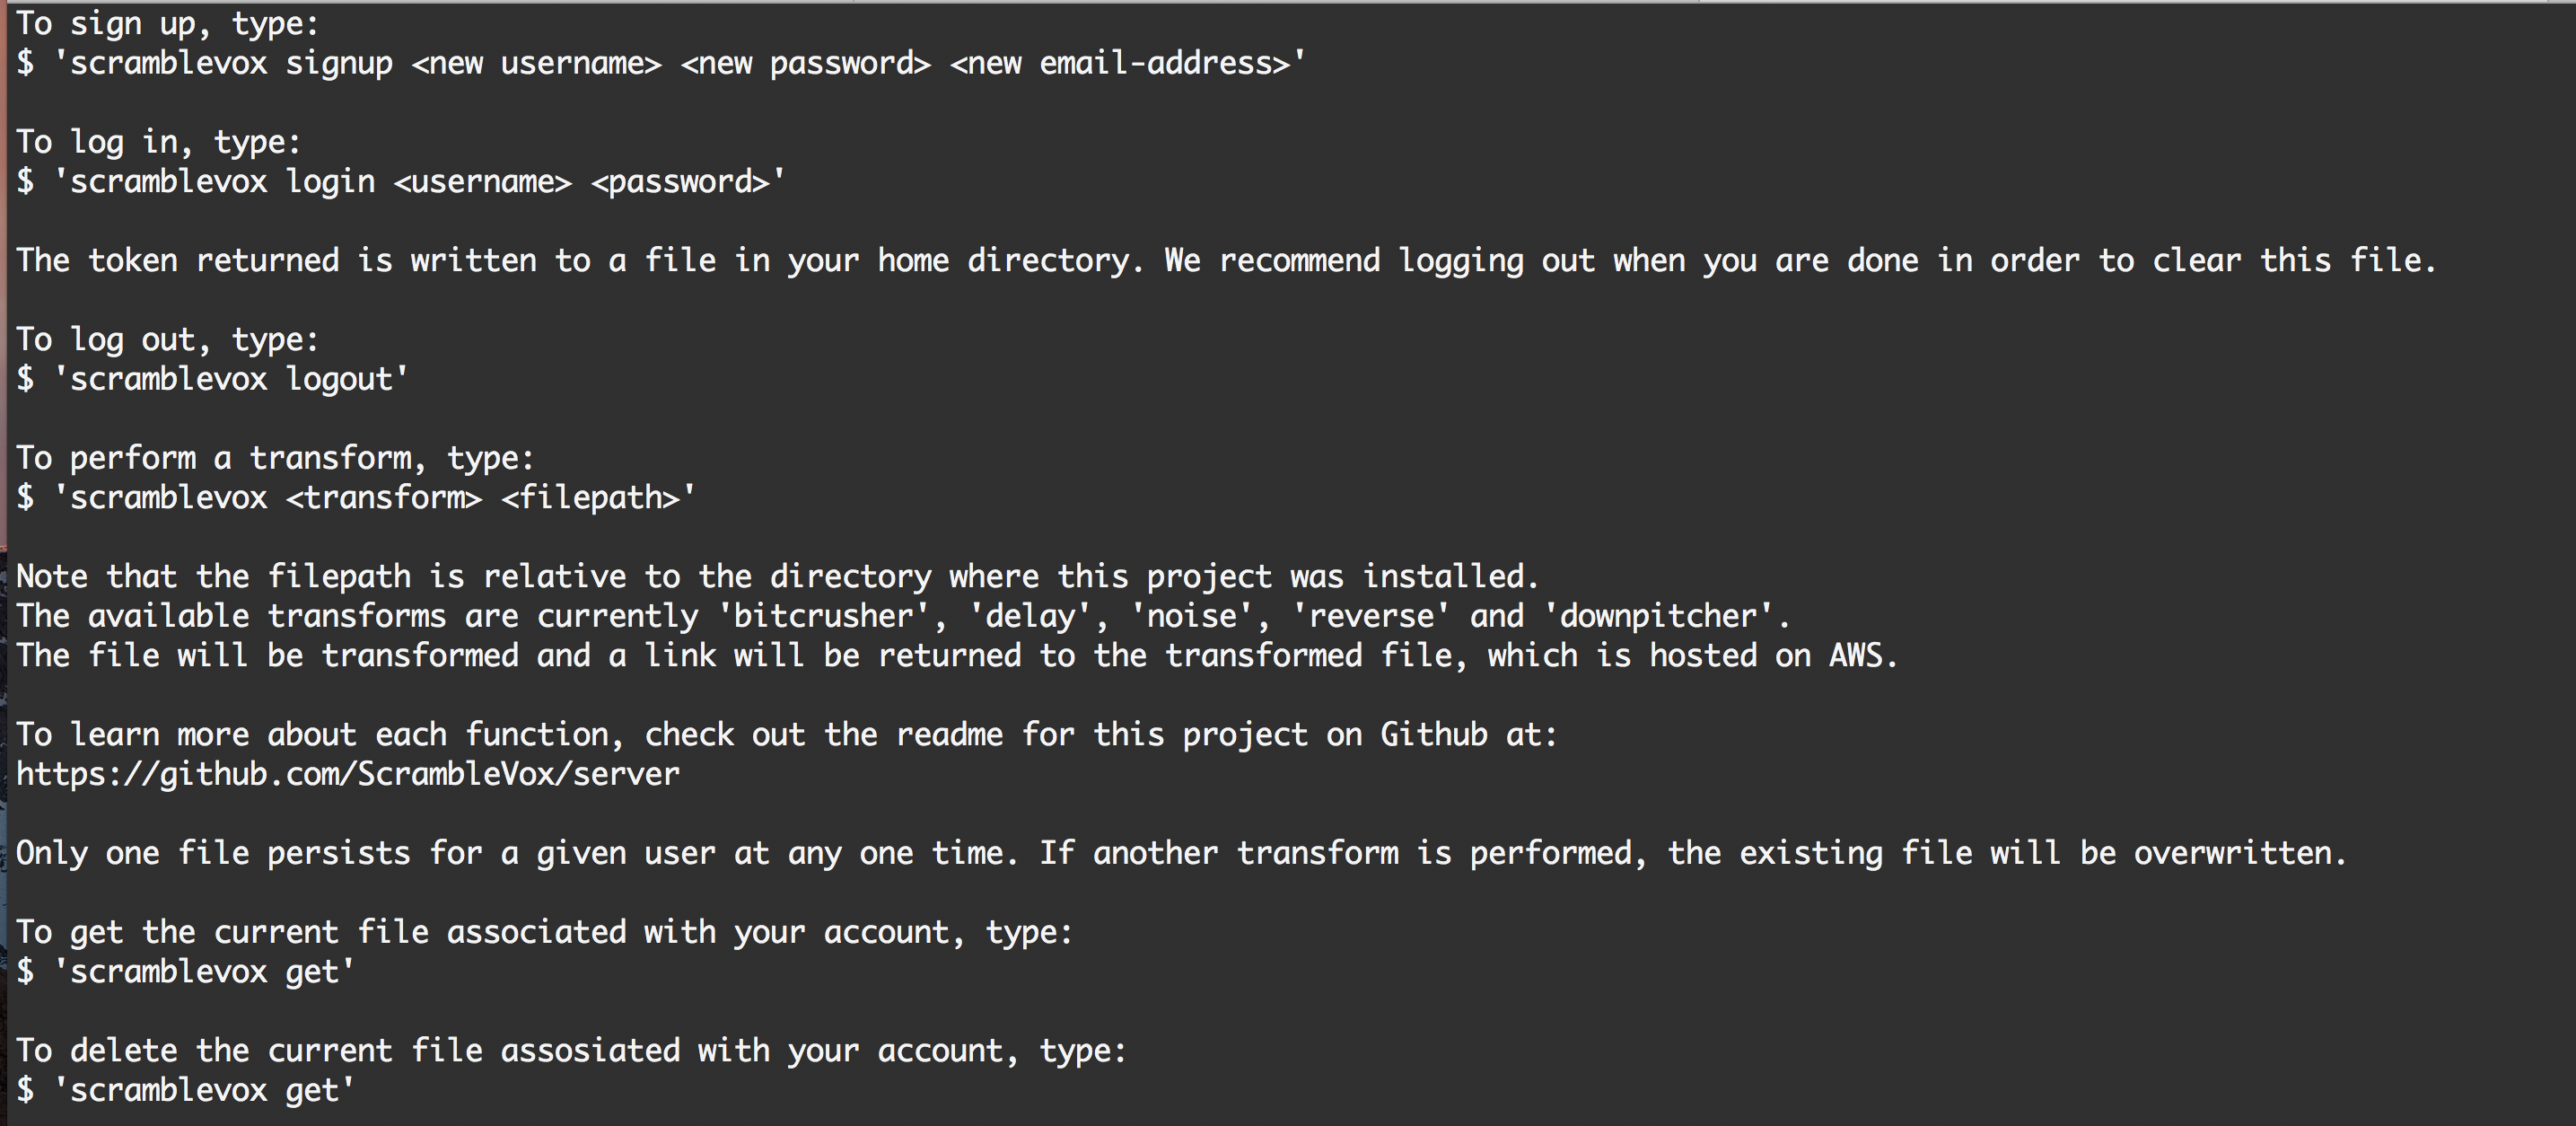 To sign up, type:
$ 'scramblevox signup <new username> <new password> <new email-address>'
To log in, type:
$ 'scramblevox login <username> <password>'
The token returned is written to a file in your home directory. We recommend logging out when you are done in order to clear this file.
To log out, type:
$ 'scramblevox logout'
To perform a transform, type:
$ 'scramblevox <transform> <filepath>'
Note that the filepath is relative to the directory where this project was installed.
The available transforms are currently 'bitcrusher', 'delay', 'noise', 'reverse' and 'downpitcher'.
The file will be transformed and a link will be returned to the transformed file, which is hosted on AWS.
To learn more about each function, check out the readme for this project on Github at:
https://github.com/ScrambleVox/server
Only one file persists for a given user at any one time. If another transform is performed, the existing file will be overwritten.
To get the current file associated with your account, type:
$ 'scramblevox get'
To delete the current file assosiated with your account, type:
$ 'scramblevox get'